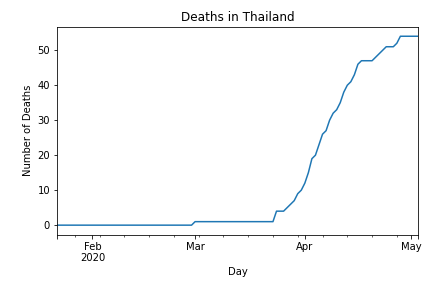 Deaths in Thailand
Number of Deaths
50
40
30
20
10
0
Feb
2020
Mar
Apr
May
Day